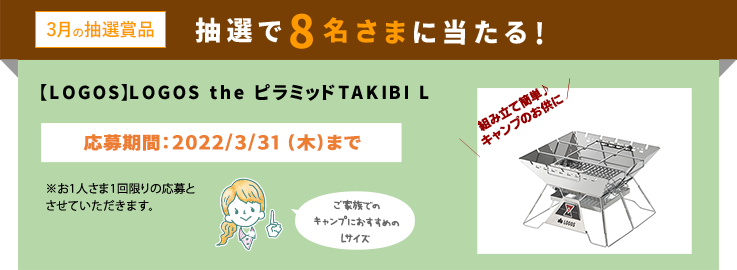 3月の抽選賞品
抽選で8名さまに当たる！
【LOGOS】LOGOS the ピラミッドTAKIBI L
応募期間：2022/3/31（木）まで
※お1人さま1回限りの応募と
させていただきます。
ご家族での
キャンプにおすすめの
Lサイズ
組み立て簡単♪
キャンプのお供に
LOGOS